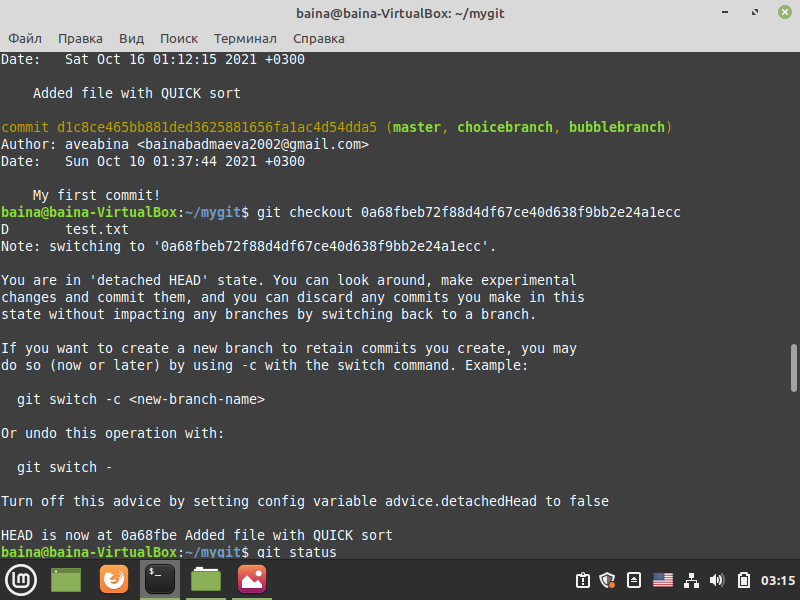 baina@baina-VirtualBox: ~/mygit
Файл Правка Вид Поиск Терминал Справка
Date:   Sat Oct 16 01:12:15 2021 +0300
    Added file with QUICK sort
commit d1c8ce465bb881ded3625881656fa1ac4d54dda5 (master, choicebranch, bubblebranch)
Author: aveabina <bainabadmaeva2002@gmail.com>
Date:   Sun Oct 10 01:37:44 2021 +0300
    My first commit!
baina@baina-VirtualBox:~/mygit$ git checkout 0a68fbeb72f88d4df67ce40d638f9bb2e24a1ecc
D       test.txt
Note: switching to '0a68fbeb72f88d4df67ce40d638f9bb2e24a1ecc'.
You are in 'detached HEAD' state. You can look around, make experimental
changes and commit them, and you can discard any commits you make in this
state without impacting any branches by switching back to a branch.
If you want to create a new branch to retain commits you create, you may
do so (now or later) by using -c with the switch command. Example:
  git switch -c <new-branch-name>
Or undo this operation with:
  git switch -
Turn off this advice by setting config variable advice.detachedHead to false
HEAD is now at 0a68fbe Added file with QUICK sort
baina@baina-VirtualBox:~/mygit$ git status
03:15